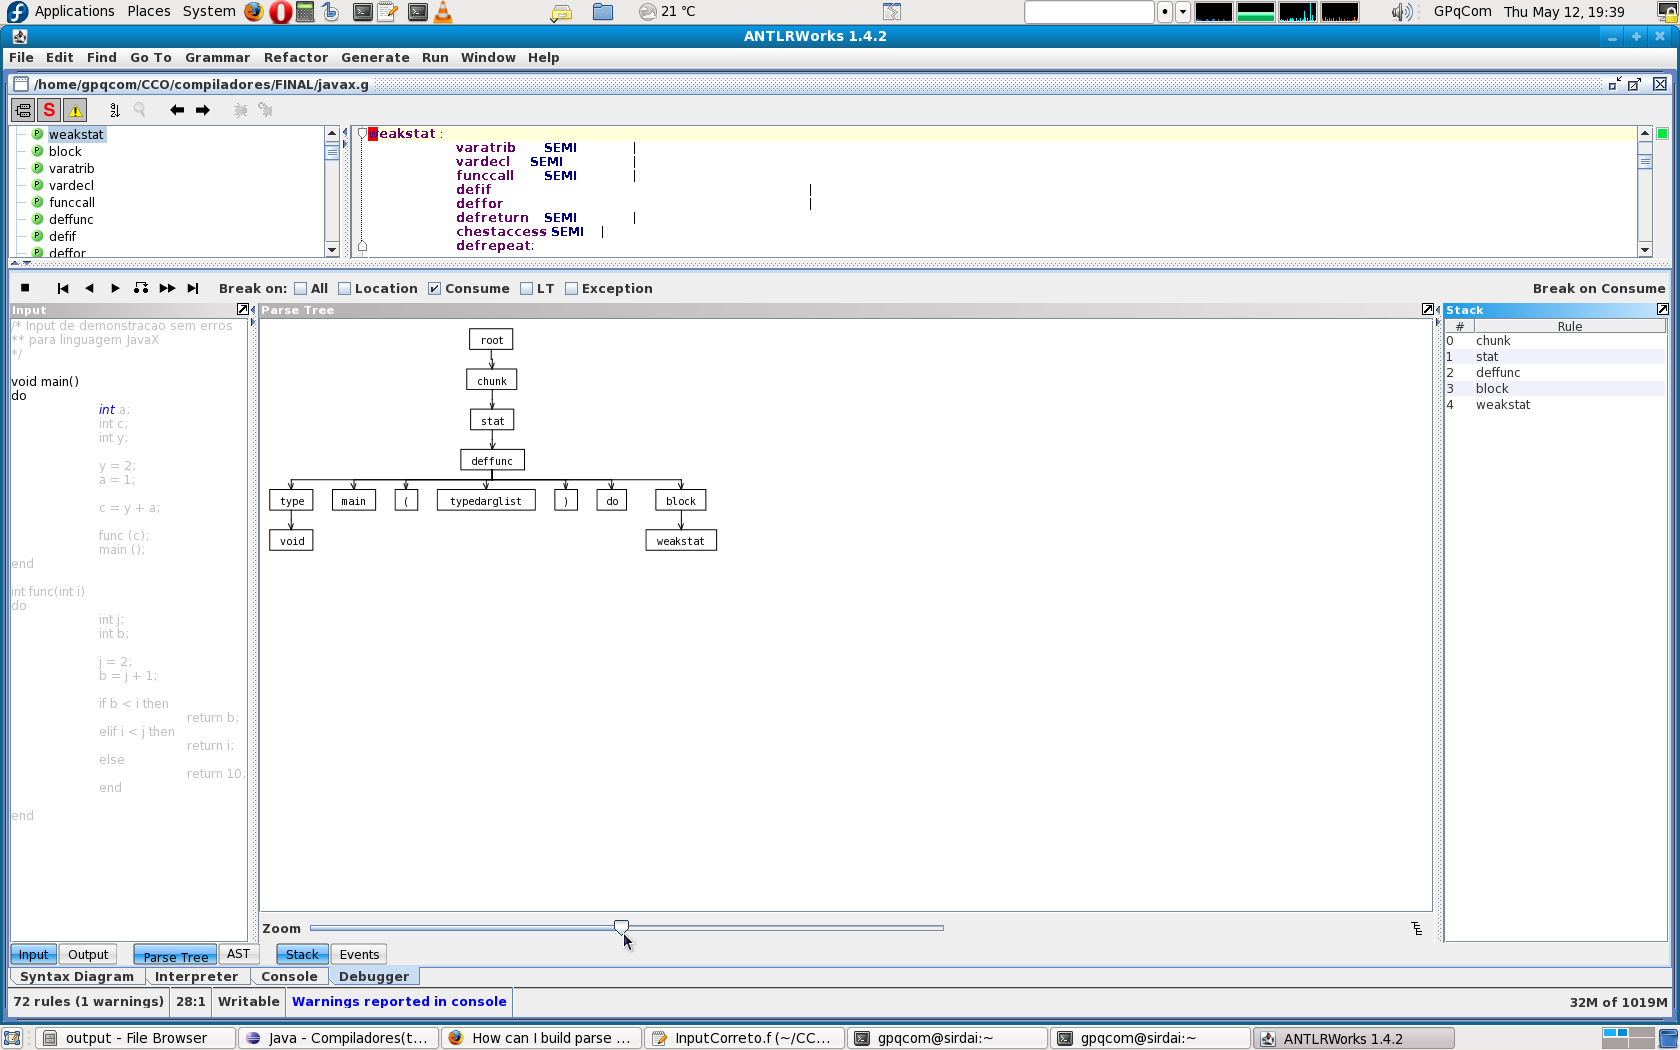 Applications Places System 21 °C GPqCom Thu May 12, 19:39
ANTLRWorks 1.4.2
File Edit Find Go To Grammar Refactor Generate Run Window Help
/home/gpqcom/CCO/compiladores/FINAL/javax.g
S
weakstat
block
varatrib
vardecl
funccall
deffunc
defif
deffor
weakstat :
varatrib SEMI |
vardecl SEMI |
funccall SEMI |
defif |
deffor |
defreturn SEMI |
chestaccess SEMI |
defrepeat;
Break on: All Location Consume LT Exception Break on Consume
Input
/* Input de demonstracao sem erros
** para linguagem JavaX
*/
void main()
do
int a;
int c;
int y;
y = 2;
a = 1;
c = y + a;
func (c);
main ();
end
int func(int i)
do
int j;
int b;
j = 2;
b = j + 1;
if b < i then
return b;
elif i < j then
return i;
else
return 10;
end
end
Parse Tree
root
chunk
stat
deffunc
type main ( typedarglist ) do block
void weakstat
Stack
# Rule
0 chunk
1 stat
2 deffunc
3 block
4 weakstat
Zoom
Input Output Parse Tree AST Stack Events
Syntax Diagram Interpreter Console Debugger
72 rules (1 warnings) 28:1 Writable Warnings reported in console 32M of 1019M
output - File Browser Java - Compiladores(t... How can I build parse ... InputCorreto.f (~/CC... gpqcom@sirdai:~ gpqcom@sirdai:~ ANTLRWorks 1.4.2